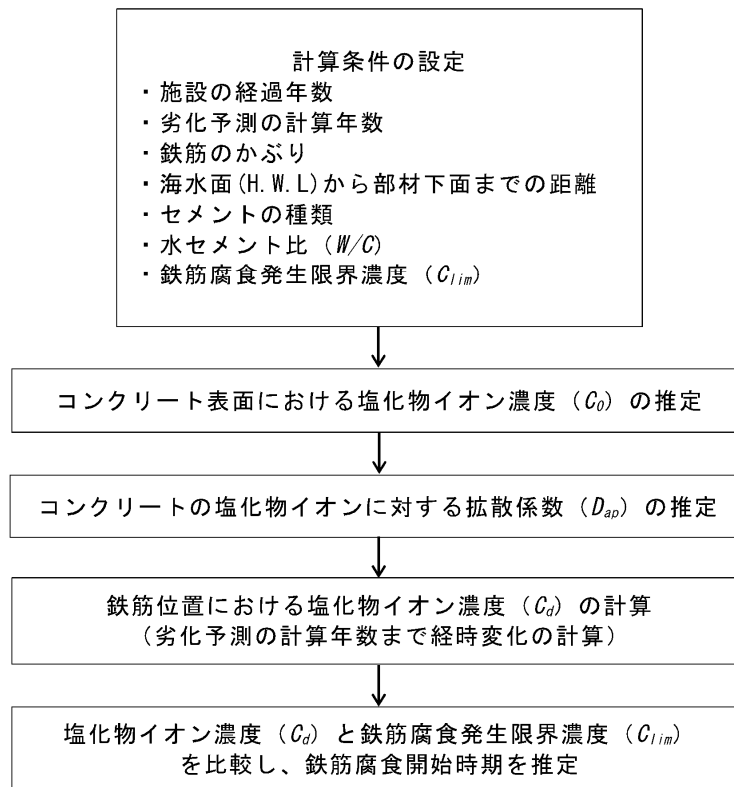 計算条件の設定
・施設の経過年数
・劣化予測の計算年数
・鉄筋のかぶり
・海水面(H.W.L)から部材下面までの距離
・セメントの種類
・水セメント比（W/C）
・鉄筋腐食発生限界濃度（Clim）
コンクリート表面における塩化物イオン濃度（C0）の推定
コンクリートの塩化物イオンに対する拡散係数（Dap）の推定
鉄筋位置における塩化物イオン濃度（Cd）の計算
（劣化予測の計算年数まで経時変化の計算）
塩化物イオン濃度（Cd）と鉄筋腐食発生限界濃度（Clim）
を比較し、鉄筋腐食開始時期を推定